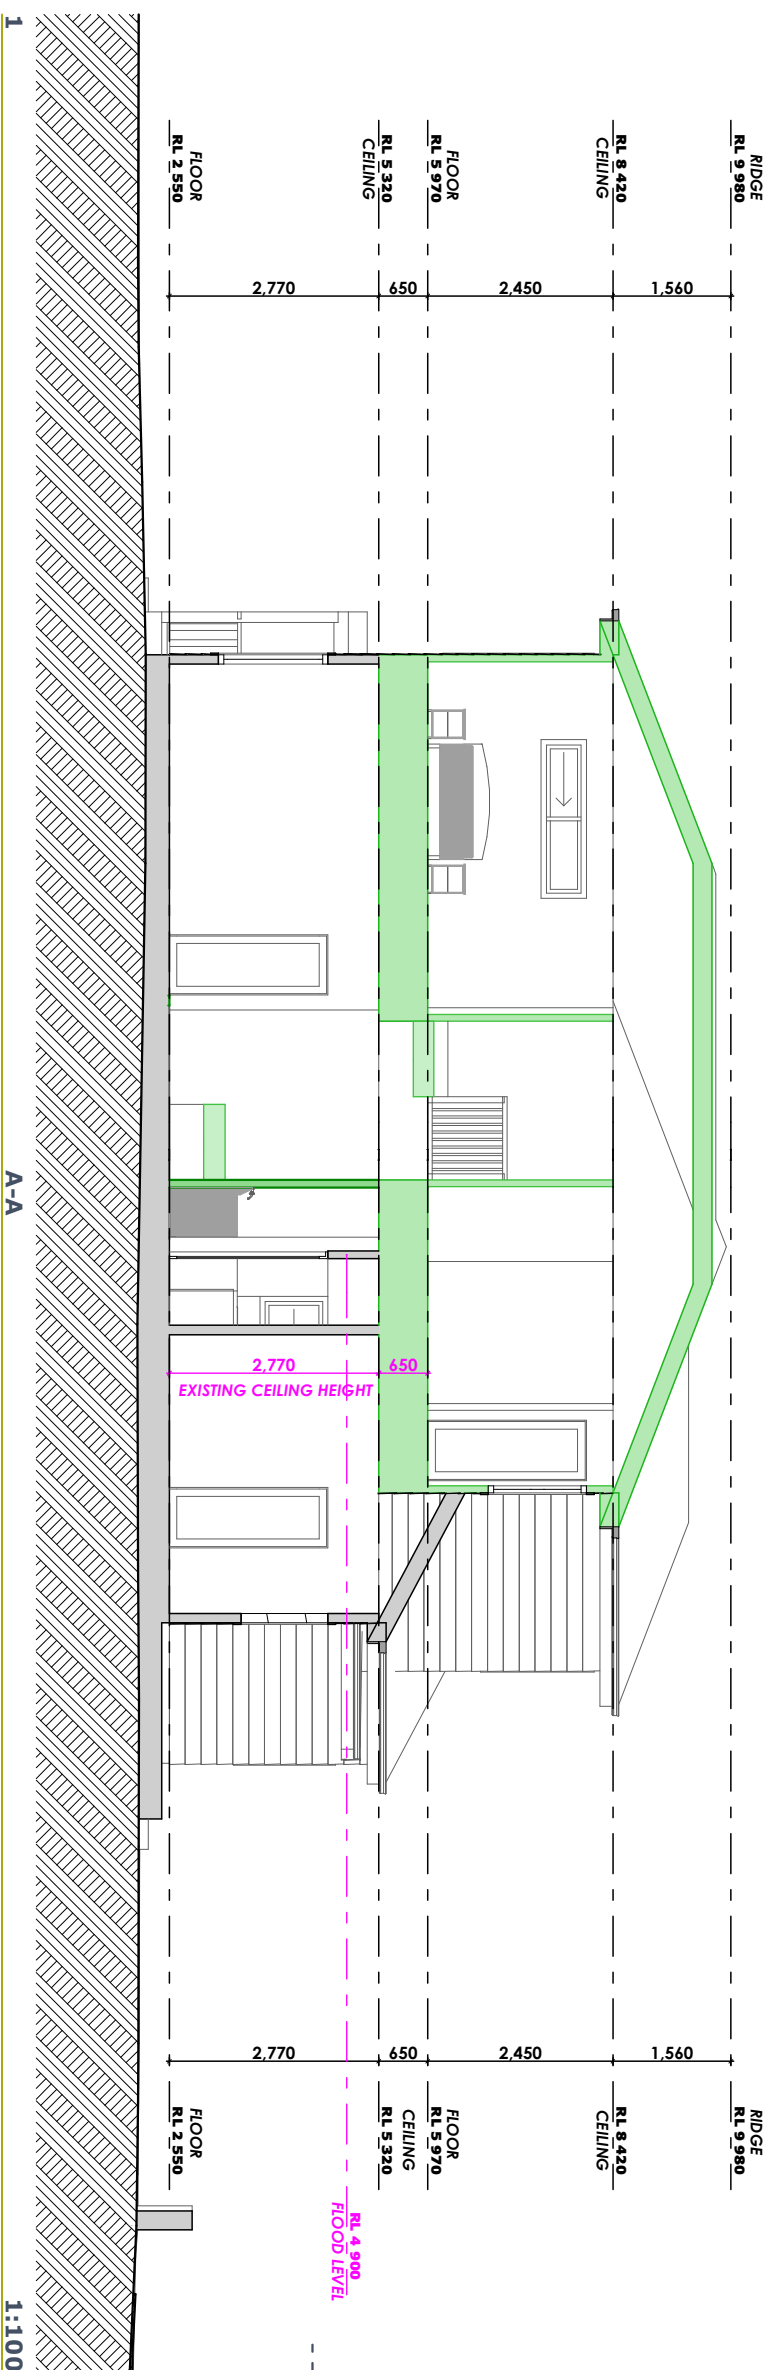 RIDGE
RL 9 980
RL 8 420
CEILING
FLOOR
RL 5 970
RL 5 320
CEILING
FLOOR
RL 2 550
1,560
2,450
650
2,770
650
2,770
EXISTING CEILING HEIGHT
1,560
2,450
650
2,770
RIDGE
RL 9 980
RL 8 420
CEILING
FLOOR
RL 5 970
CEILING
RL 5 320
FLOOR
RL 2 550
RL 4 900
FLOOD LEVEL
1
A-A
1:100